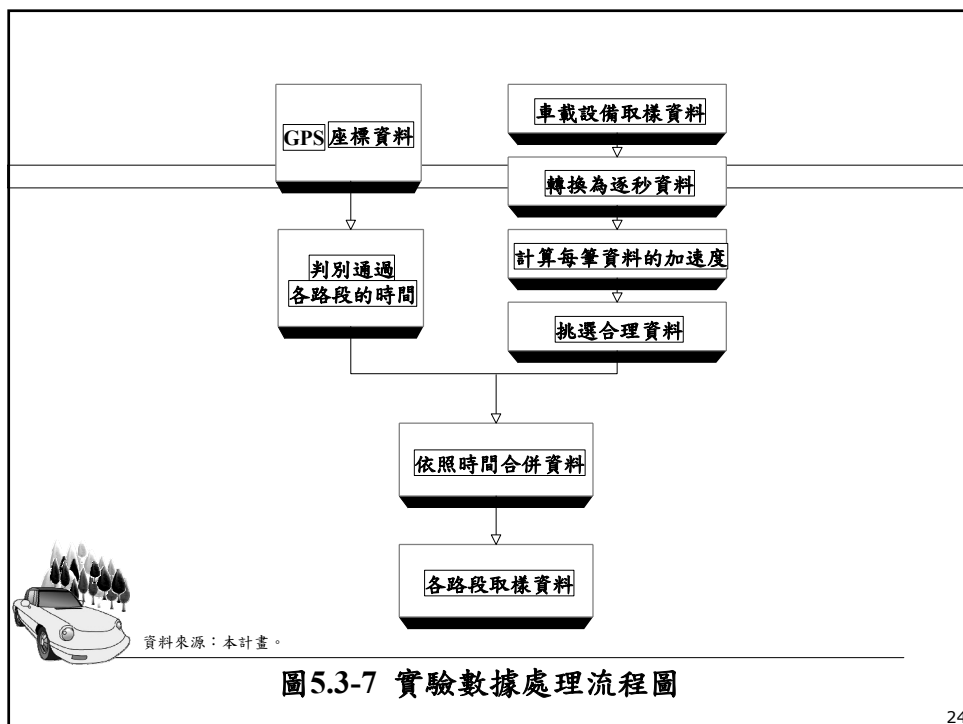 GPS 座標資料
判別通過
各路段的時間
車載設備取樣資料
轉換為逐秒資料
計算每筆資料的加速度
挑選合理資料
依照時間合併資料
各路段取樣資料
資料來源：本計畫。
圖5.3-7 實驗數據處理流程圖
24